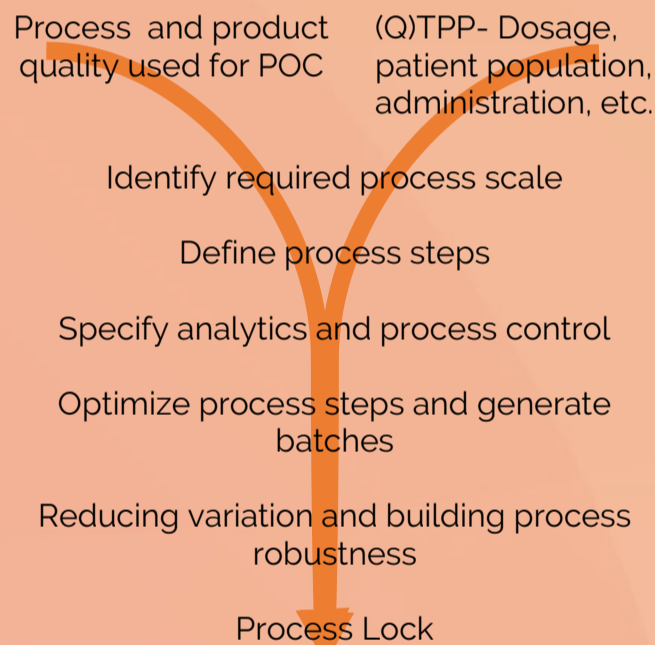 Process and product
quality used for POC
(Q)TPP- Dosage,
patient population,
administration, etc.
Identify required process scale
Define process steps
Specify analytics and process control
Optimize process steps and generate
batches
Reducing variation and building process
robustness
Process Lock